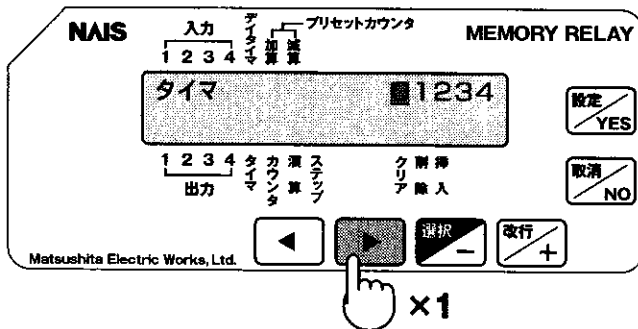 プリセットカウンタ
NAiS 入力 デイタイマ 加算 減算 MEMORY RELAY
1 2 3 4
タイマ 1234
設定 YES
1 2 3 4 タイマ カウンタ 演算 ステップ クリア 削除 挿入
出力
取消 NO
◀ ▶ 選択 − 改行 +
Matsushita Electric Works, Ltd.
×1